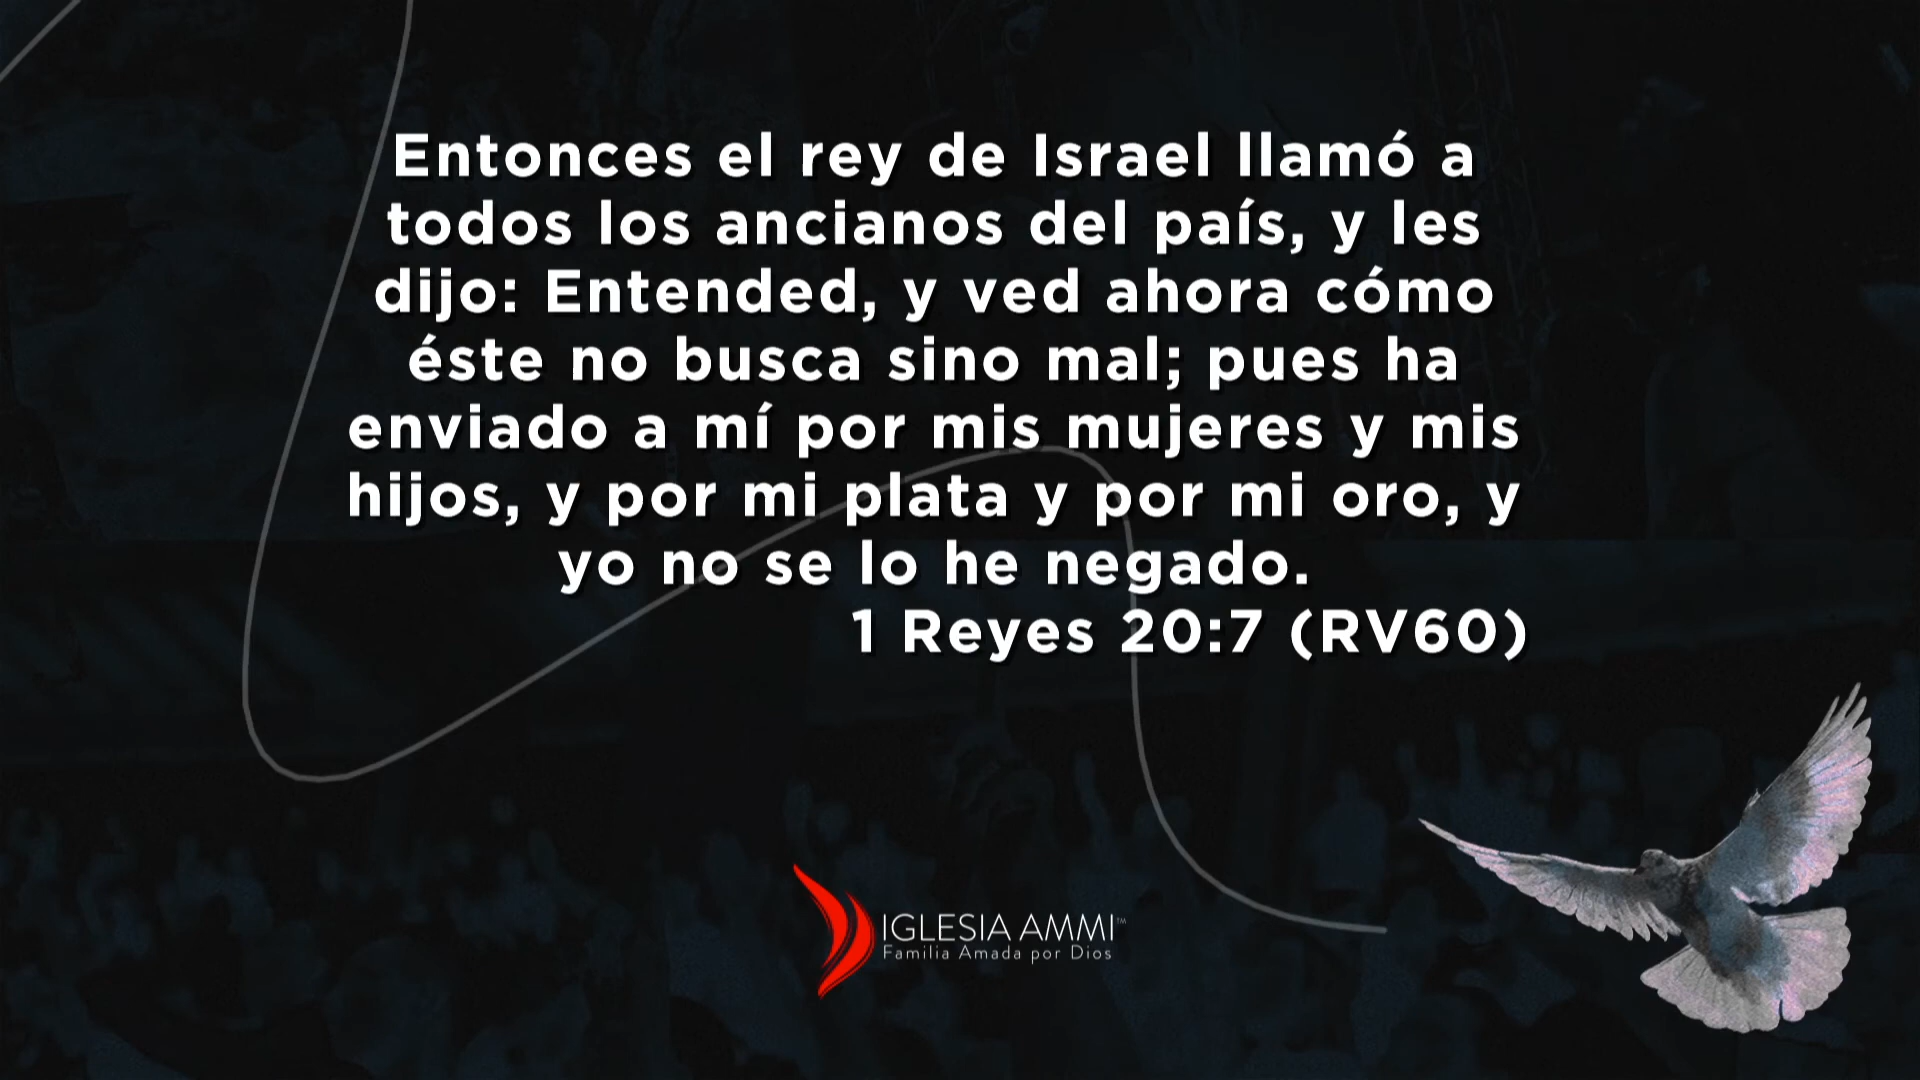 Entonces el rey de Israel llamó a
todos los ancianos del país, y les
dijo: Entended, y ved ahora cómo
éste no busca sino mal; pues ha
enviado a mí por mis mujeres y mis
hijos, y por mi plata y por mi oro, y
yo no se lo he negado.
1 Reyes 20:7 (RV60)
IGLESIA AMMI™
Familia Amada por Dios